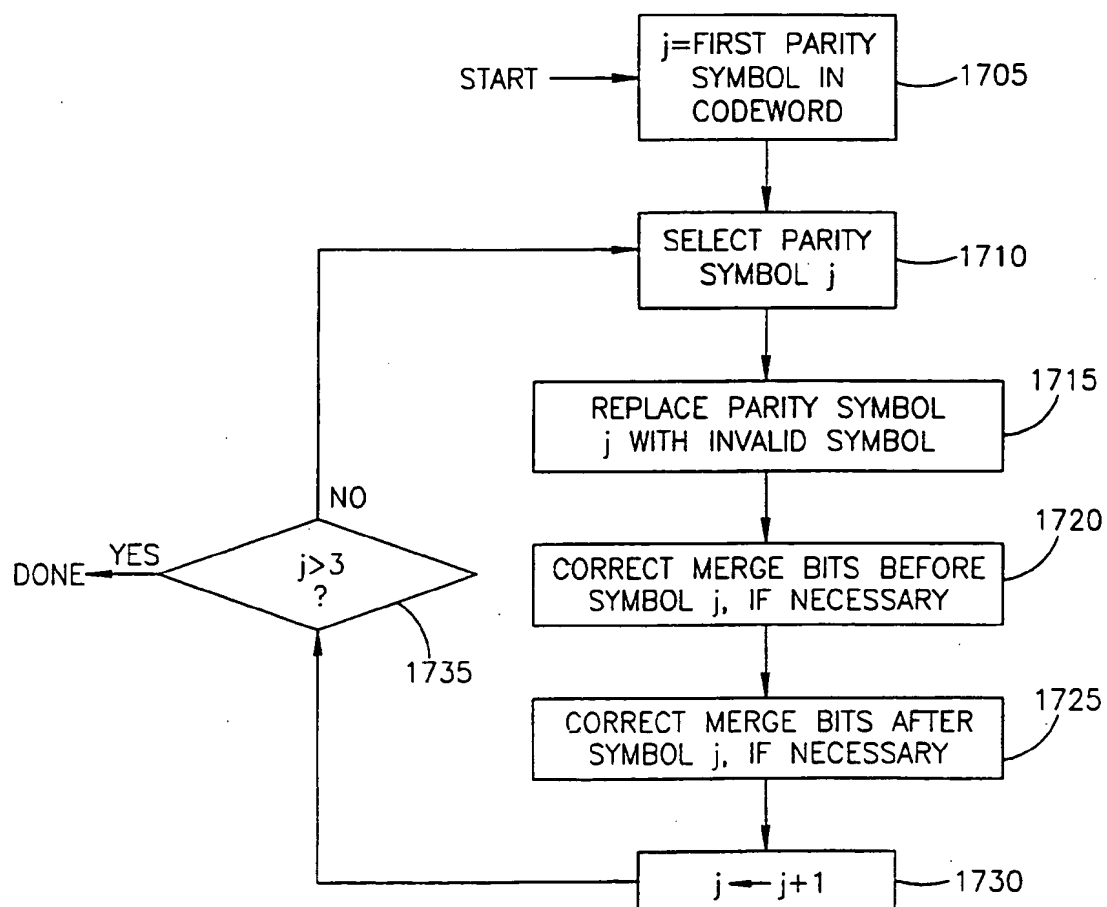 START
j=FIRST PARITY
SYMBOL IN
CODEWORD
1705
SELECT PARITY
SYMBOL j
1710
REPLACE PARITY SYMBOL
j WITH INVALID SYMBOL
1715
CORRECT MERGE BITS BEFORE
SYMBOL j, IF NECESSARY
1720
CORRECT MERGE BITS AFTER
SYMBOL j, IF NECESSARY
1725
j ← j+1
1730
j>3
?
1735
NO
YES
DONE